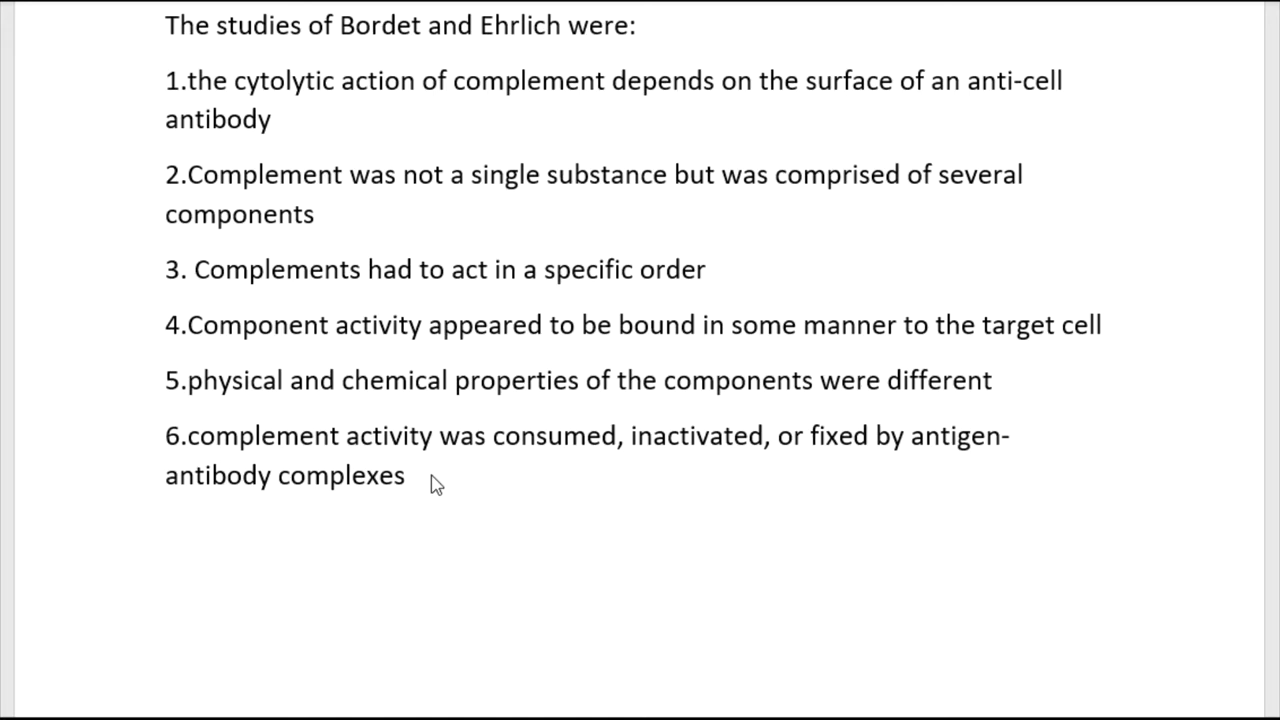 The studies of Bordet and Ehrlich were:
1.the cytolytic action of complement depends on the surface of an anti-cell
antibody
2.Complement was not a single substance but was comprised of several
components
3. Complements had to act in a specific order
4.Component activity appeared to be bound in some manner to the target cell
5.physical and chemical properties of the components were different
6.complement activity was consumed, inactivated, or fixed by antigen-
antibody complexes